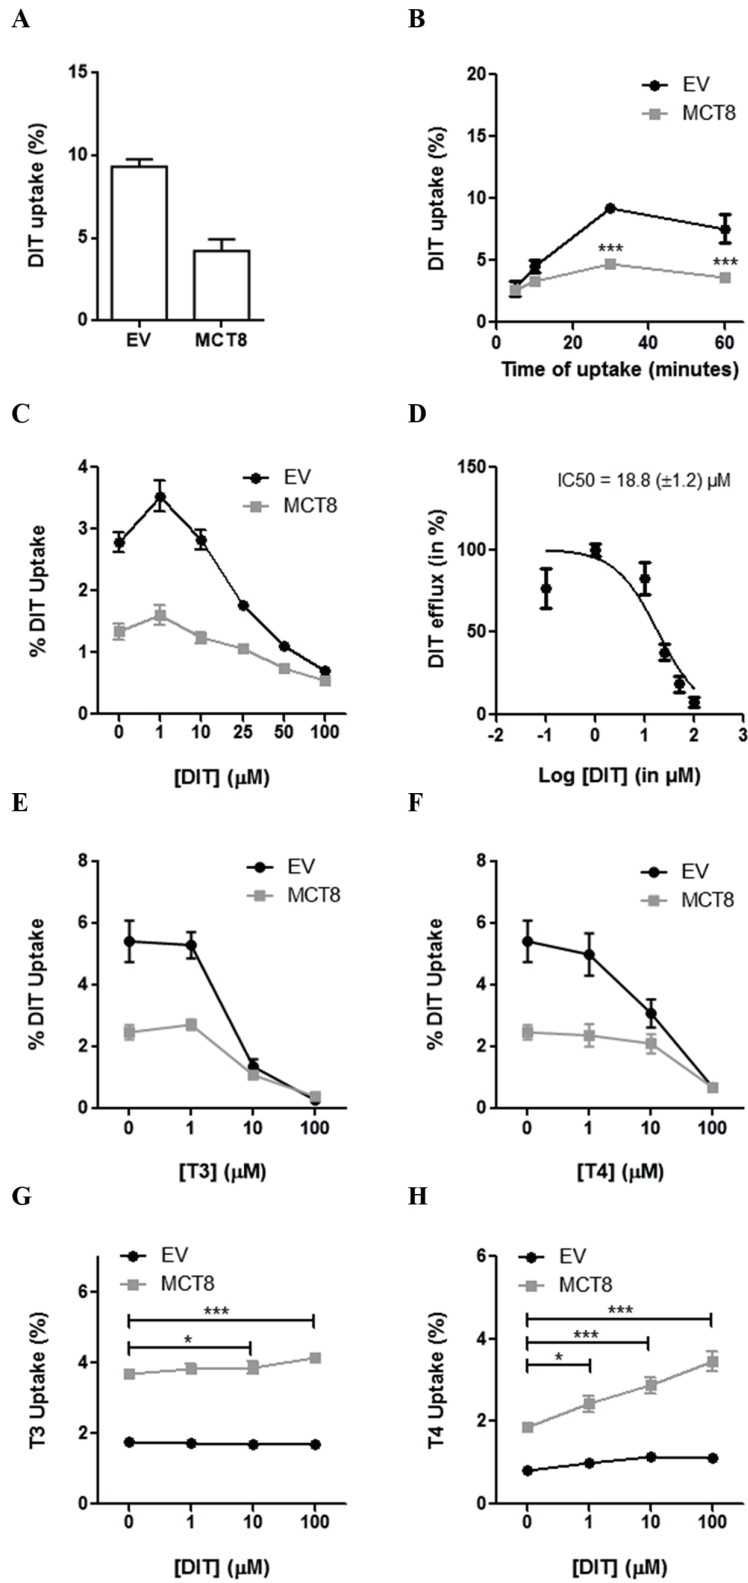 A
DIT uptake (%)
15
10
5
0
EV MCT8
B
DIT uptake (%)
20
15
10
5
0
EV
MCT8
***
***
0 20 40 60
Time of uptake (minutes)
C
% DIT Uptake
4
3
2
1
0
EV
MCT8
0 1 10 25 50 100
[DIT] (μM)
D
DIT efflux (in %)
150
100
50
0
IC50 = 18.8 (±1.2) μM
-2 -1 0 1 2 3
Log [DIT] (in μM)
E
% DIT Uptake
8
6
4
2
0
EV
MCT8
0 1 10 100
[T3] (μM)
F
% DIT Uptake
8
6
4
2
0
EV
MCT8
0 1 10 100
[T4] (μM)
G
T3 Uptake (%)
6
4
2
0
EV
MCT8
***
*
0 1 10 100
[DIT] (μM)
H
T4 Uptake (%)
6
4
2
0
EV
MCT8
***
***
*
0 1 10 100
[DIT] (μM)